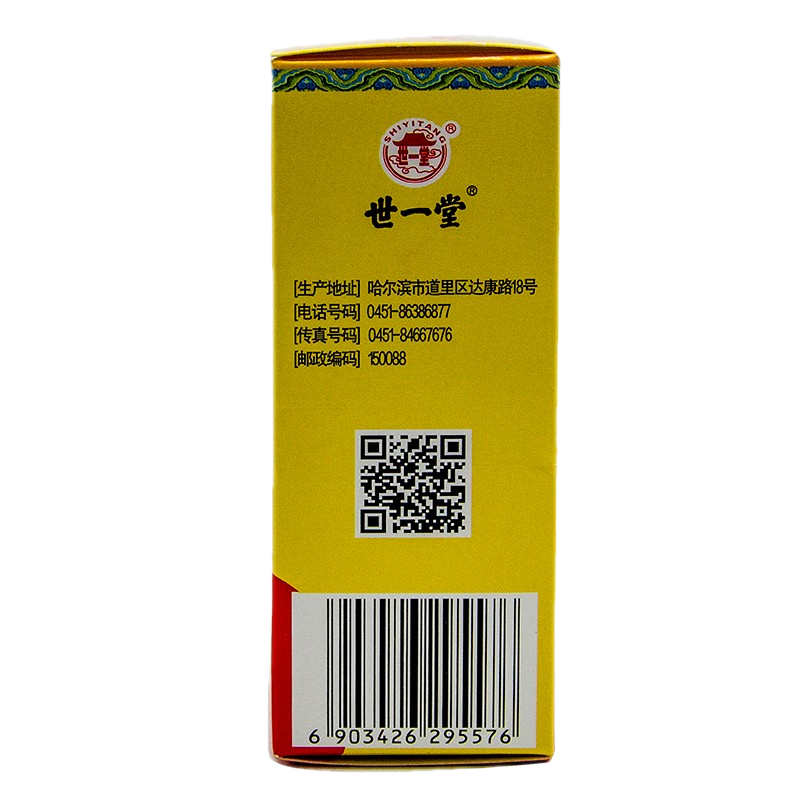 SHIYITANG ®
世一堂
世一堂®
[生产地址] 哈尔滨市道里区达康路18号
[电话号码] 0451-86386877
[传真号码] 0451-84667676
[邮政编码] 150088
6 903426 295576